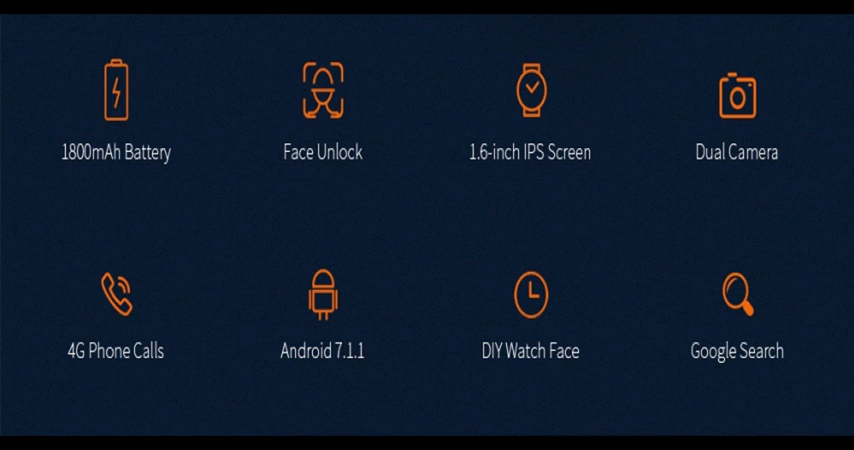 1800mAh Battery
Face Unlock
1.6-inch IPS Screen
Dual Camera
4G Phone Calls
Android 7.1.1
DIY Watch Face
Google Search